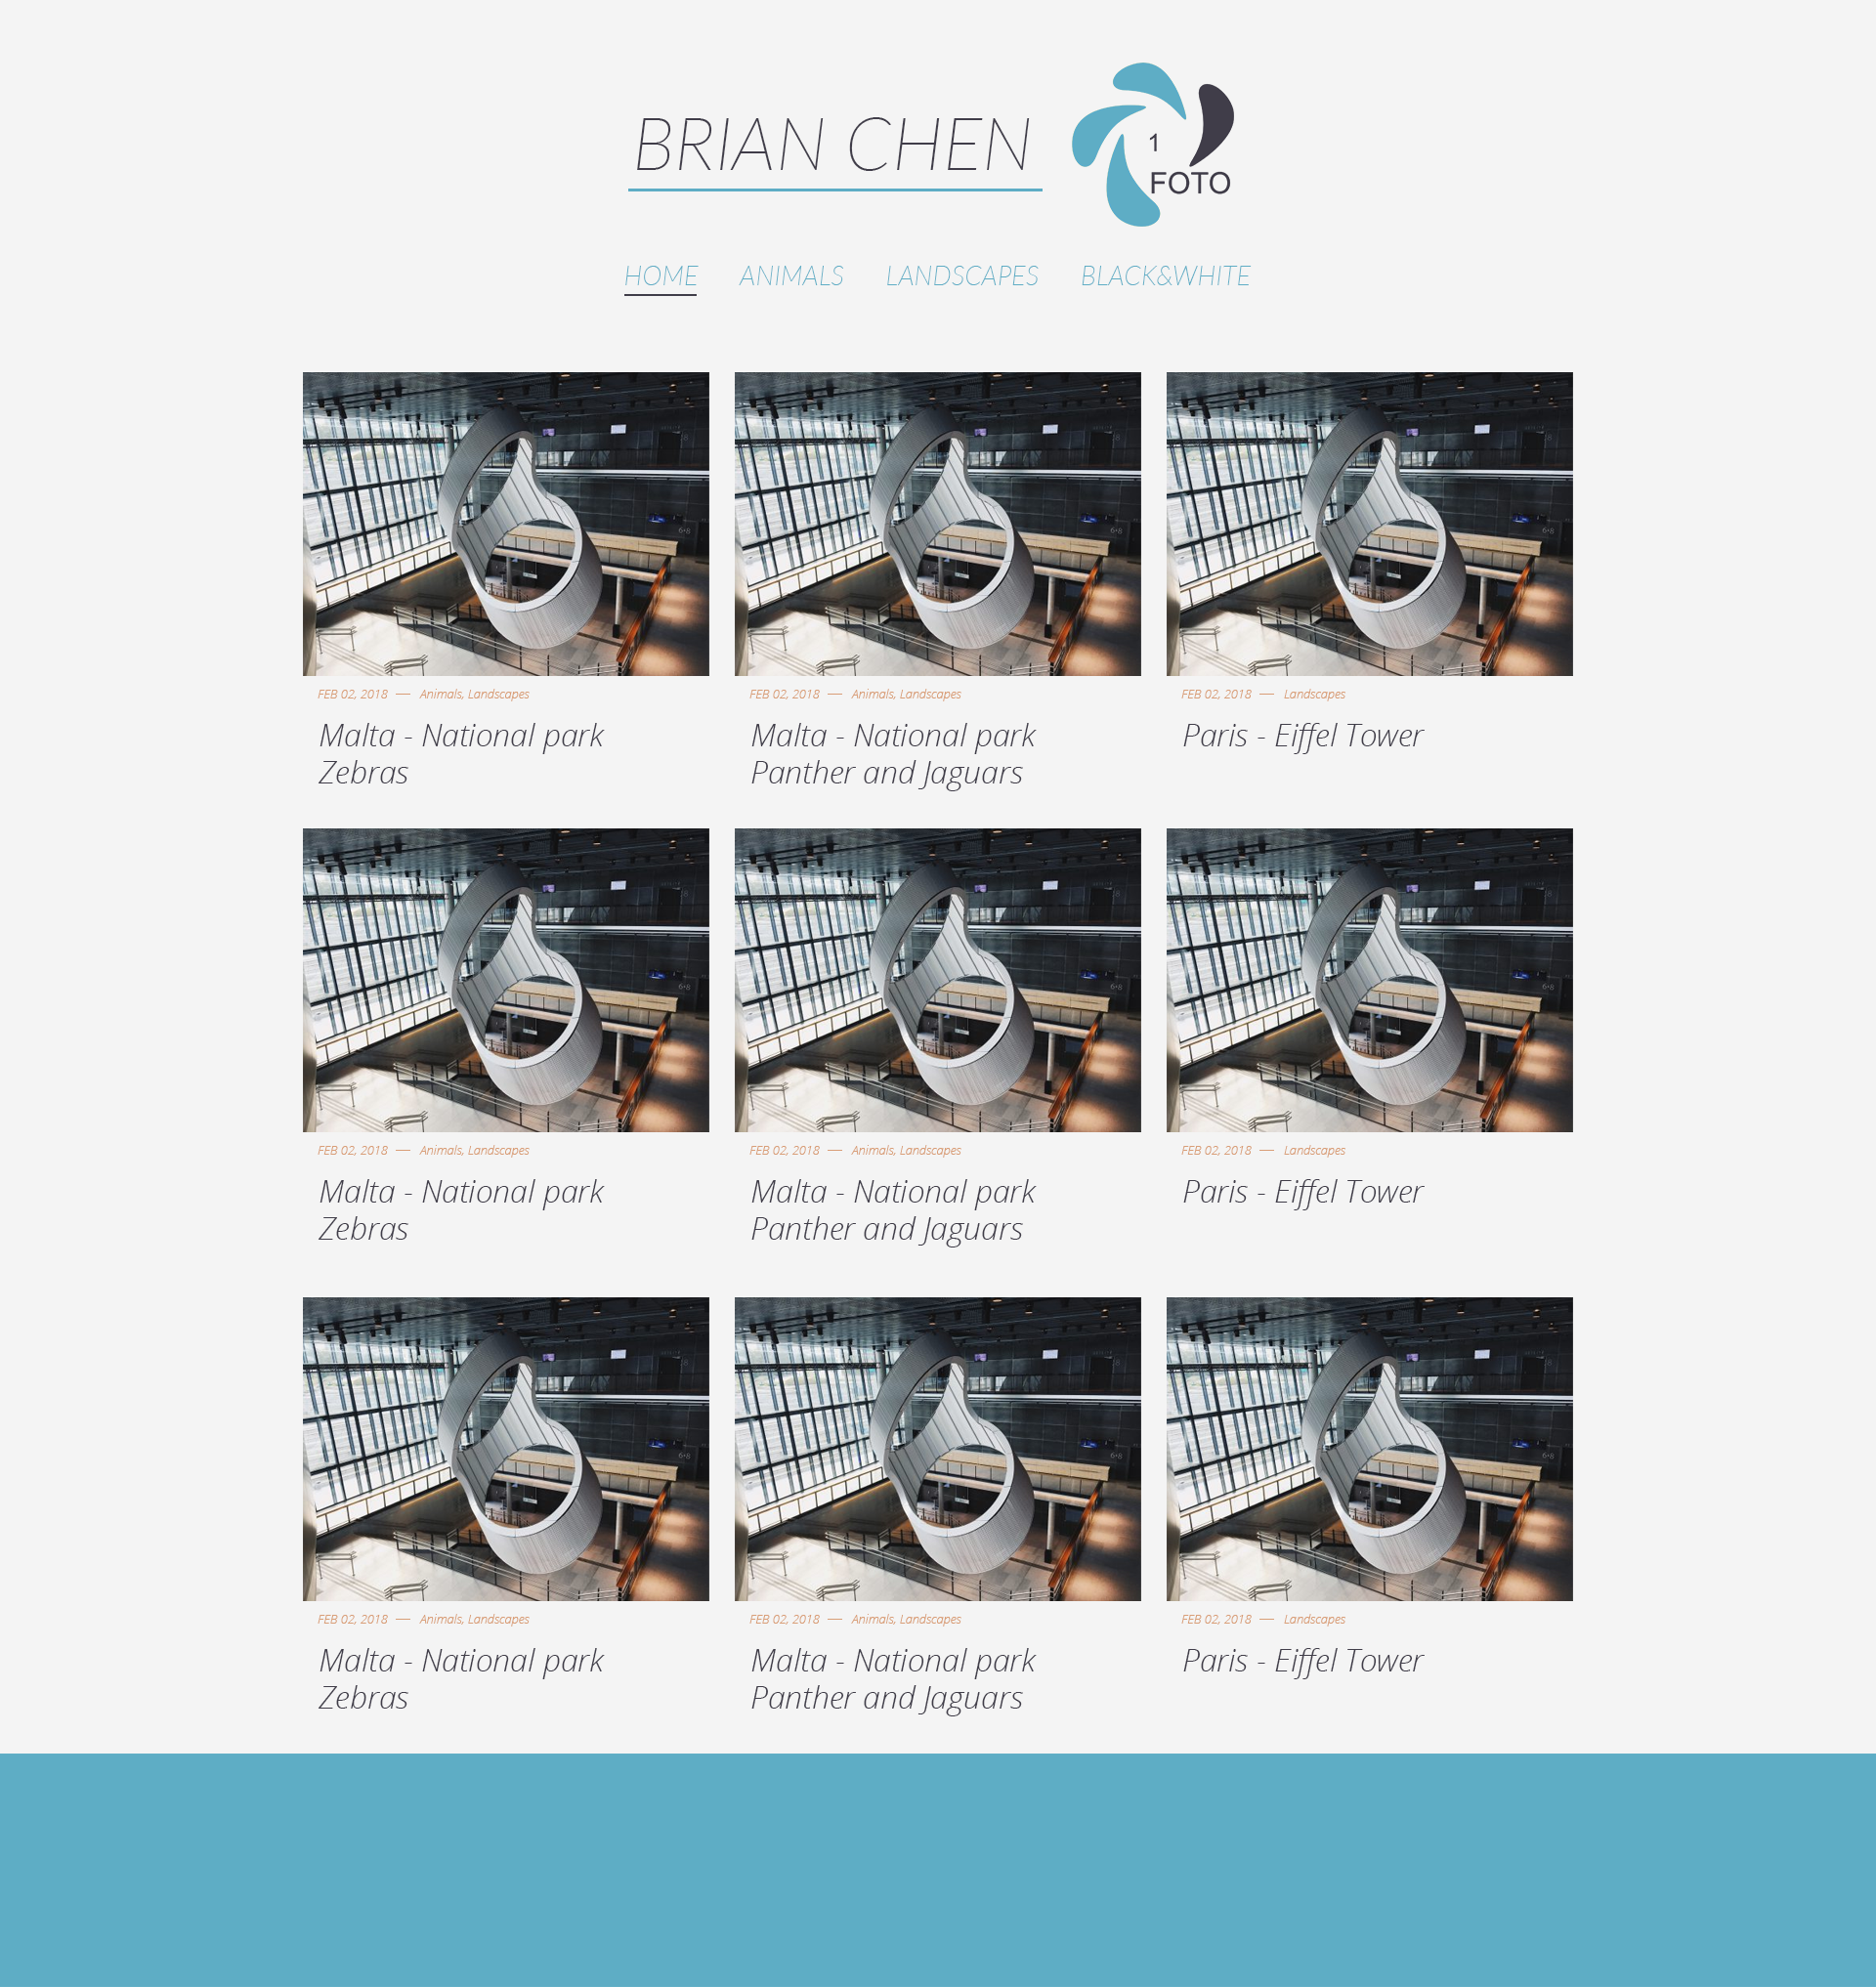 BRIAN CHEN
1
FOTO
HOME ANIMALS LANDSCAPES BLACK&WHITE
FEB 02, 2018 — Animals, Landscapes
Malta - National park
Zebras
FEB 02, 2018 — Animals, Landscapes
Malta - National park
Panther and Jaguars
FEB 02, 2018 — Landscapes
Paris - Eiffel Tower
FEB 02, 2018 — Animals, Landscapes
Malta - National park
Zebras
FEB 02, 2018 — Animals, Landscapes
Malta - National park
Panther and Jaguars
FEB 02, 2018 — Landscapes
Paris - Eiffel Tower
FEB 02, 2018 — Animals, Landscapes
Malta - National park
Zebras
FEB 02, 2018 — Animals, Landscapes
Malta - National park
Panther and Jaguars
FEB 02, 2018 — Landscapes
Paris - Eiffel Tower